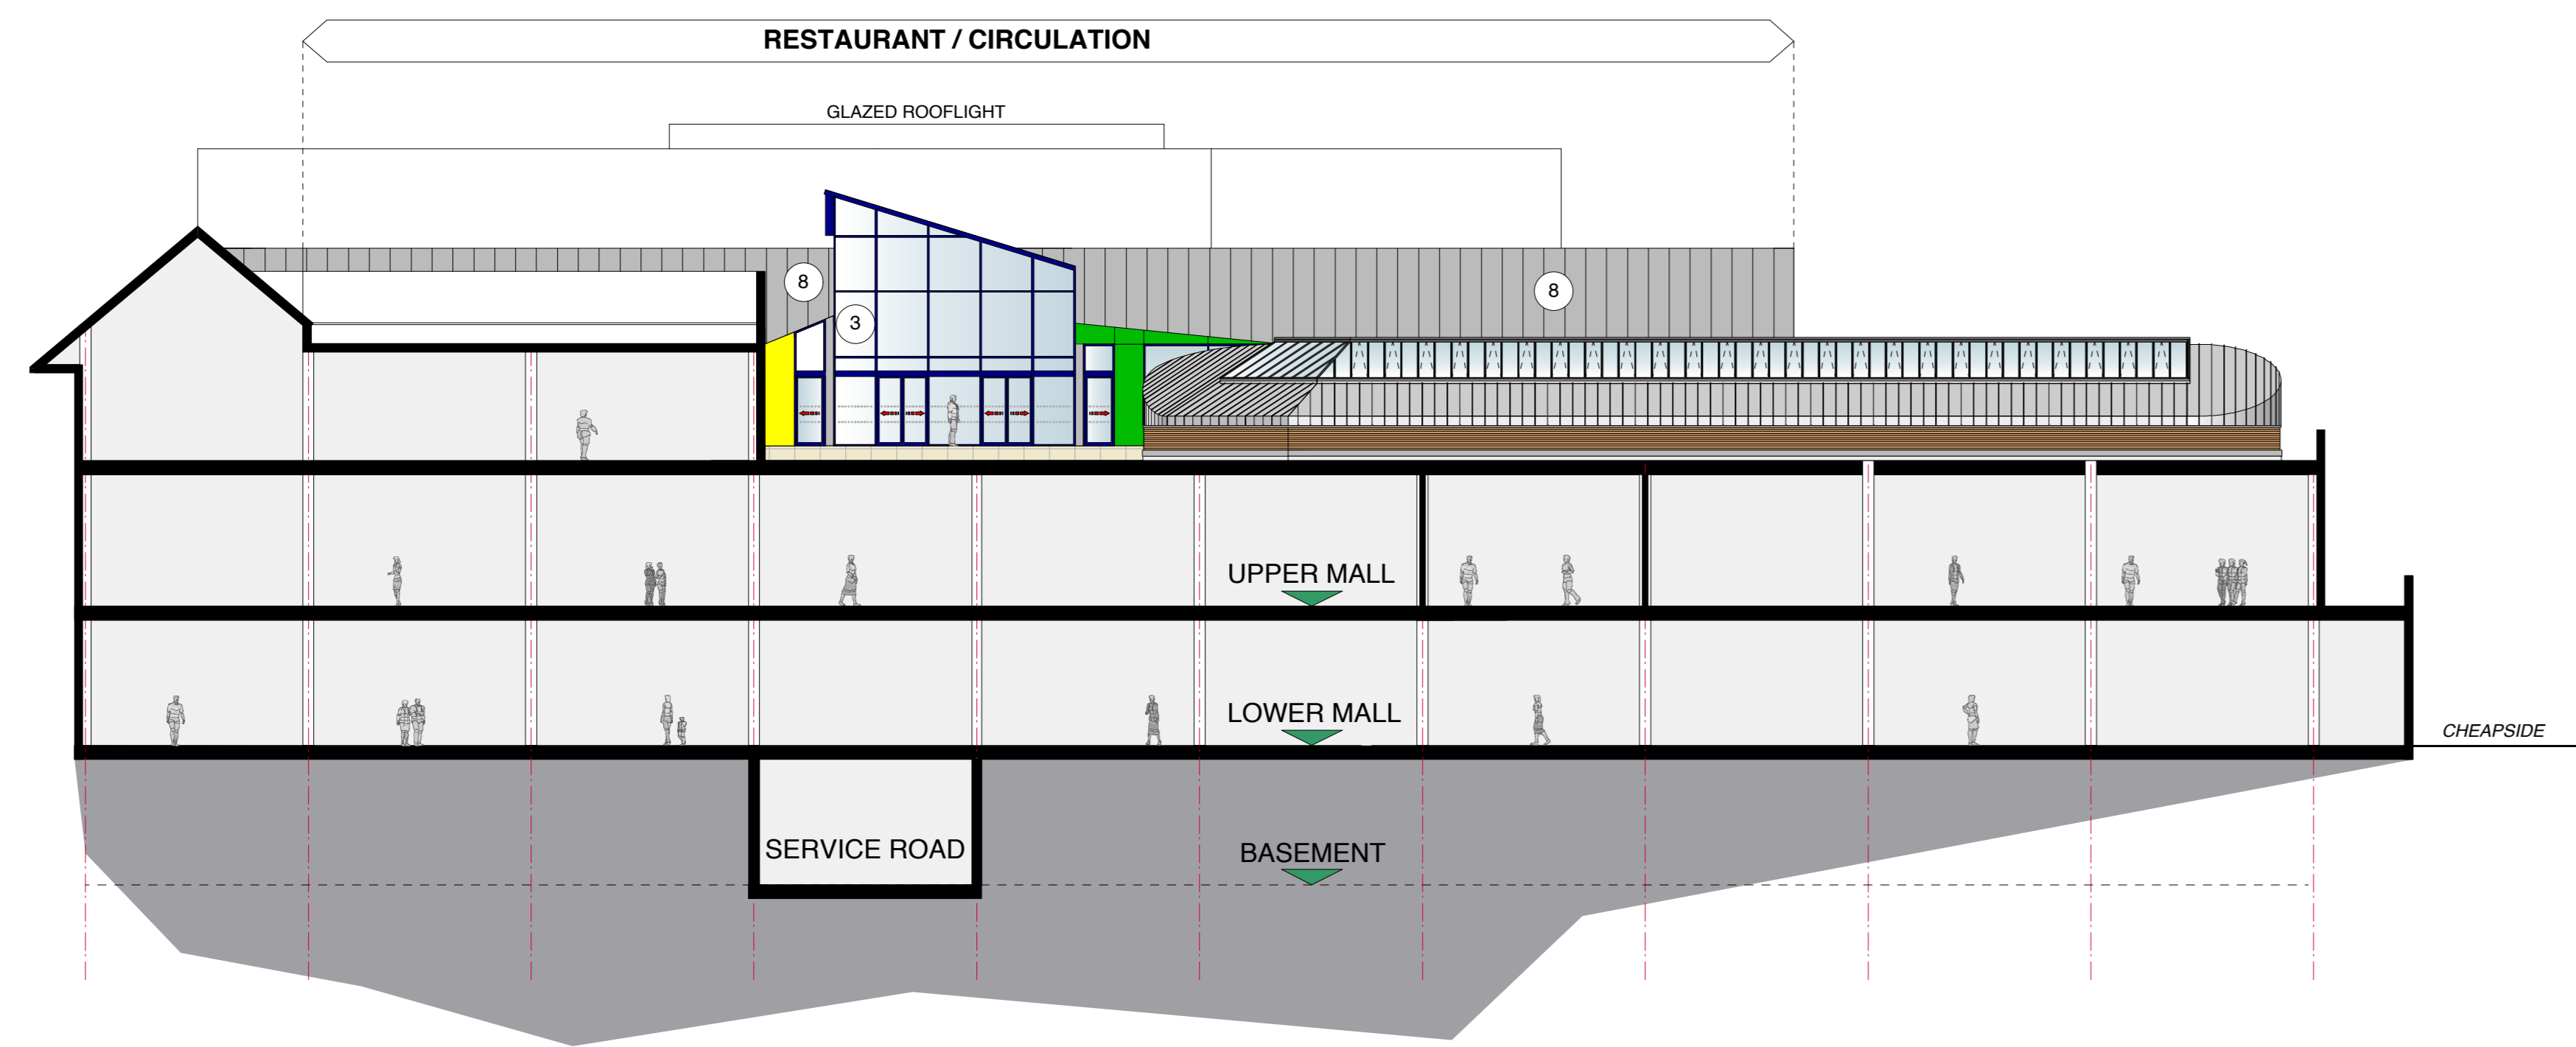 RESTAURANT / CIRCULATION
GLAZED ROOFLIGHT
8
8
3
UPPER MALL
LOWER MALL
CHEAPSIDE
SERVICE ROAD
BASEMENT